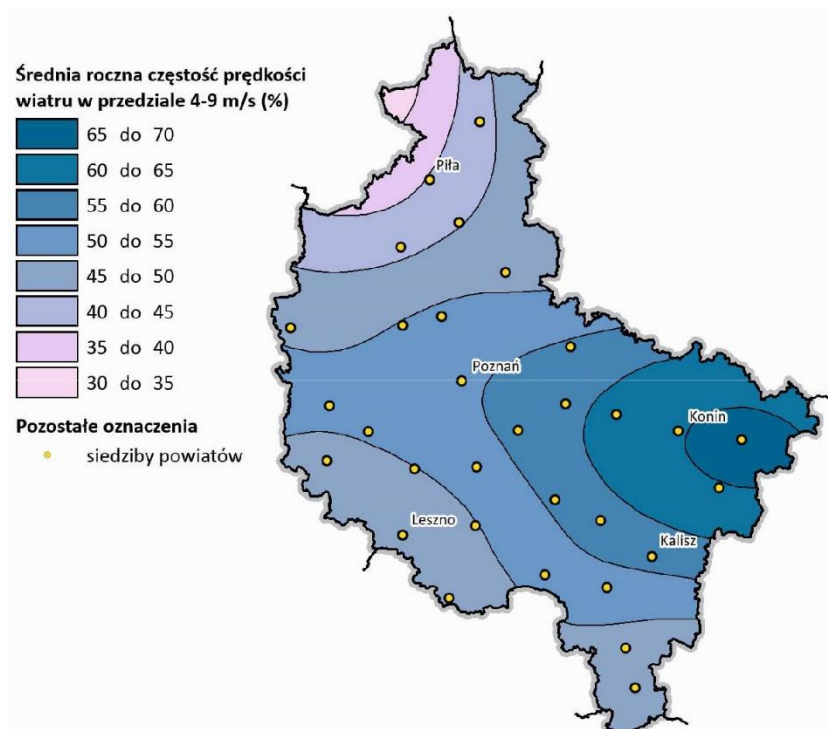 Średnia roczna częstość prędkości
wiatru w przedziale 4-9 m/s (%)
65 do 70
60 do 65
55 do 60
50 do 55
45 do 50
40 do 45
35 do 40
30 do 35
Pozostałe oznaczenia
siedziby powiatów
Piła
Poznań
Konin
Leszno
Kalisz